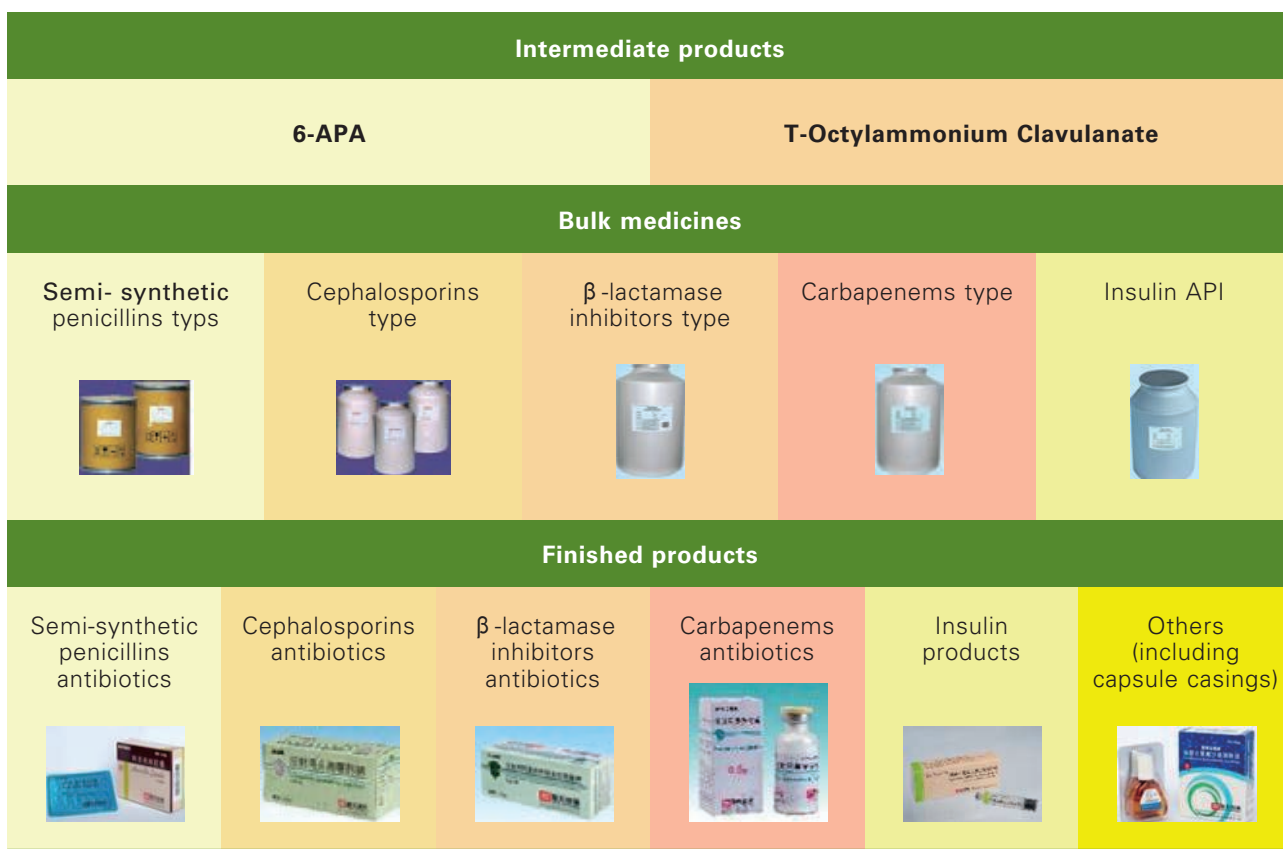 Intermediate products
6-APA
T-Octylammonium Clavulanate
Bulk medicines
Semi- synthetic
penicillins typs
Cephalosporins
type
β-lactamase
inhibitors type
Carbapenems type
Insulin API
Finished products
Semi-synthetic
penicillins
antibiotics
Cephalosporins
antibiotics
β-lactamase
inhibitors
antibiotics
Carbapenems
antibiotics
Insulin
products
Others
(including
capsule casings)
0.5g